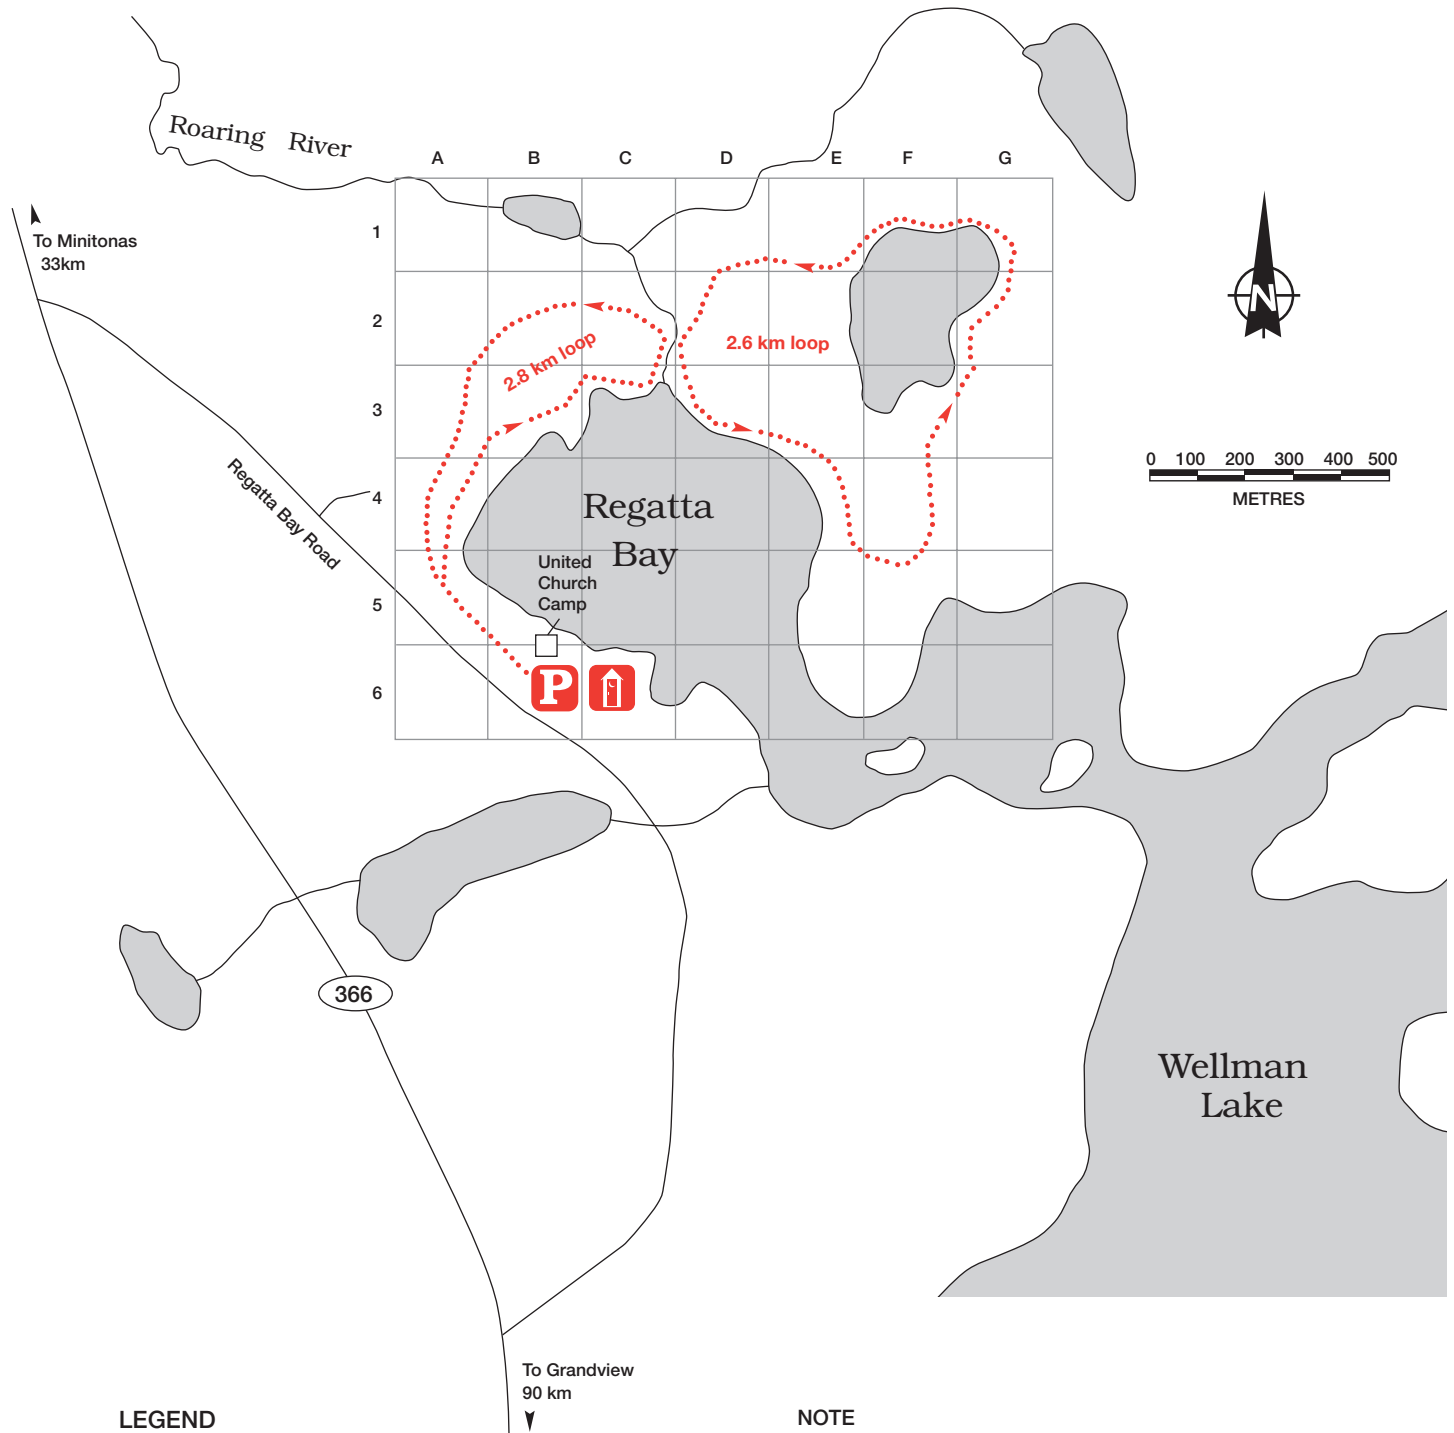 Roaring River
A B C D E F G
1
2
3
4
5
6
To Minitonas
33km
N
2.8 km loop
2.6 km loop
0 100 200 300 400 500
METRES
Regatta Bay Road
Regatta
Bay
United
Church
Camp
P
366
Wellman
Lake
To Grandview
90 km
LEGEND
NOTE